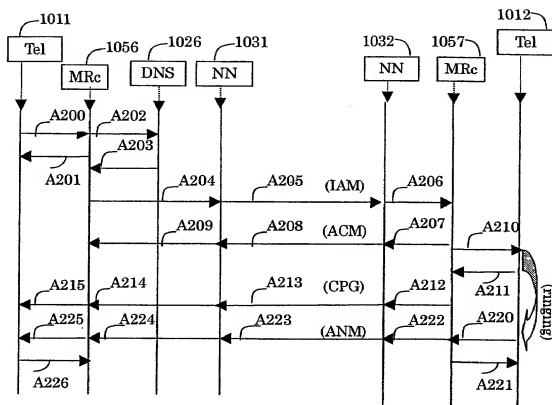 1011
1056
1026
1031
1032
1057
1012
Tel
MRc
DNS
NN
NN
MRc
Tel
A200
A202
A203
A201
A204
A205
(IAM)
A206
A209
A208
(ACM)
A207
A210
A211
(ringing)
A215
A214
A213
(CPG)
A212
A225
A224
A223
(ANM)
A222
A220
A226
A221